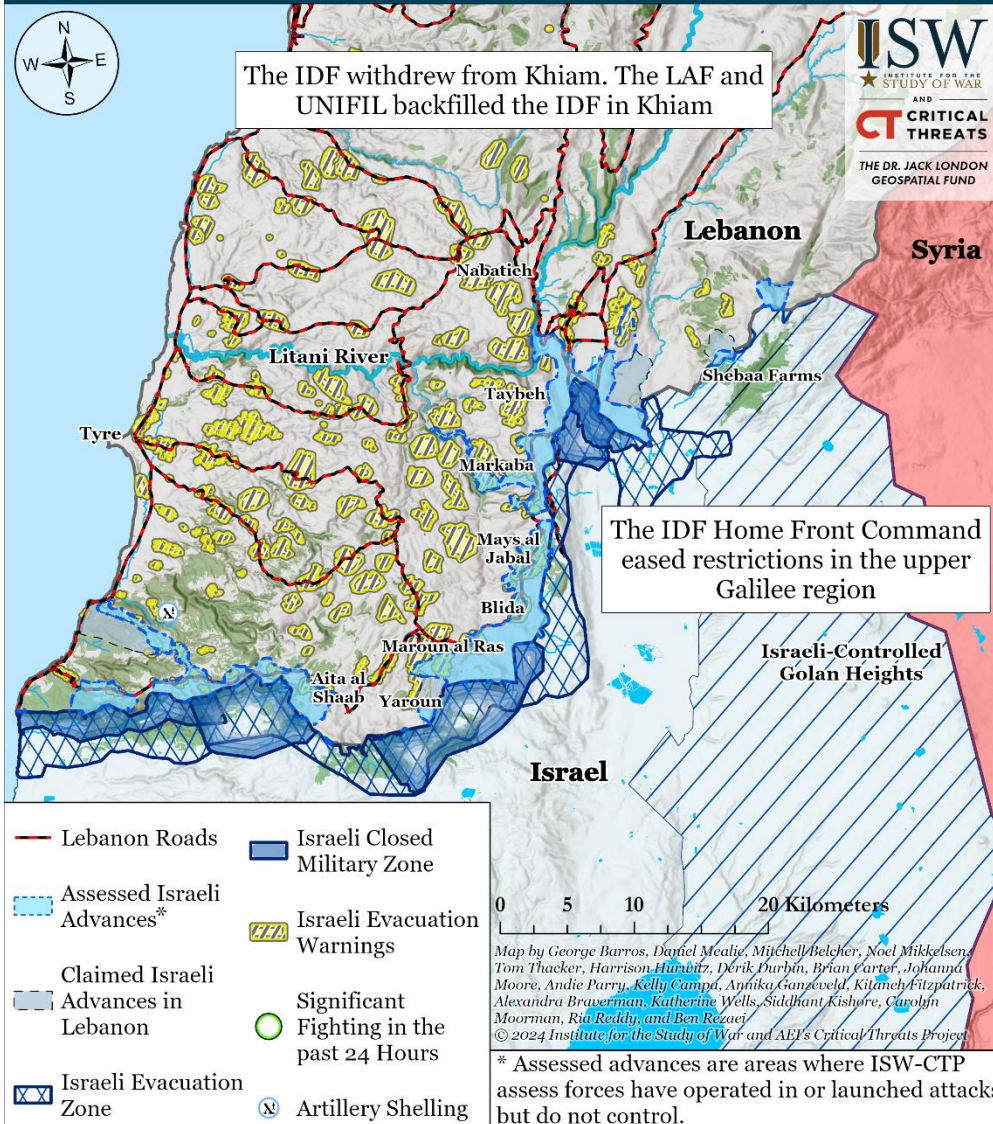 N
W E
S
The IDF withdrew from Khiam. The LAF and
UNIFIL backfilled the IDF in Khiam
ISW
INSTITUTE FOR THE
STUDY OF WAR
AND
CT CRITICAL
THREATS
THE DR. JACK LONDON
GEOSPATIAL FUND
Lebanon
Syria
Nabatieh
Litani River
Shebaa Farms
Taybeh
Tyre
Markaba
Mays al
Jabal
The IDF Home Front Command
eased restrictions in the upper
Galilee region
Blida
Maroun al Ras
Israeli-Controlled
Golan Heights
Aita al
Shaab
Yaroun
Israel
Lebanon Roads
Assessed Israeli
Advances*
Claimed Israeli
Advances in
Lebanon
Israeli Evacuation
Zone
Israeli Closed
Military Zone
Israeli Evacuation
Warnings
Significant
Fighting in the
past 24 Hours
Artillery Shelling
0 5 10 20 Kilometers
Map by George Barros, Daniel Mealie, Mitchell Belcher, Noel Mikkelsen,
Tom Thacker, Harrison Hurwitz, Derik Durbin, Brian Carter, Johanna
Moore, Andie Parry, Kelly Campa, Annika Ganzeveld, Kitaneh Fitzpatrick,
Alexandra Braverman, Katherine Wells, Siddhant Kishore, Carolyn
Moorman, Ria Reddy, and Ben Rezaei
© 2024 Institute for the Study of War and AEI's Critical Threats Project
* Assessed advances are areas where ISW-CTP
assess forces have operated in or launched attacks
but do not control.